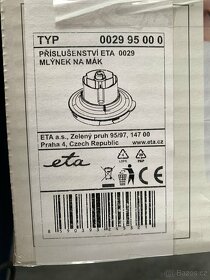 TYP 0029 95 00 0
PŘÍSLUŠENSTVÍ ETA 0029
MLÝNEK NA MÁK
ETA a.s., Zelený pruh 95/97, 147 00
Praha 4, Czech Republic
eta
www.eta.cz